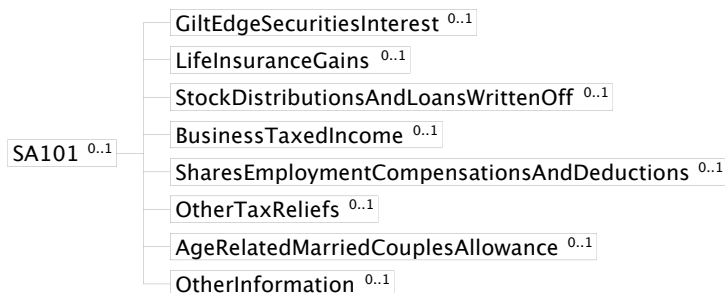 GiltEdgeSecuritiesInterest 0..1
LifeInsuranceGains 0..1
StockDistributionsAndLoansWrittenOff 0..1
BusinessTaxedIncome 0..1
SA101 0..1
SharesEmploymentCompensationsAndDeductions 0..1
OtherTaxReliefs 0..1
AgeRelatedMarriedCouplesAllowance 0..1
OtherInformation 0..1